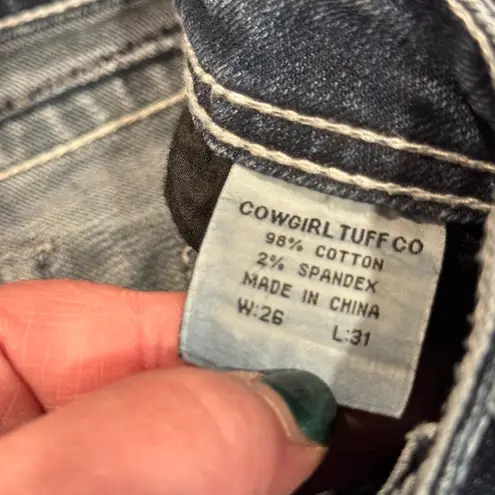 COWGIRL TUFF CO
98% COTTON
2% SPANDEX
MADE IN CHINA
W:26 L:31